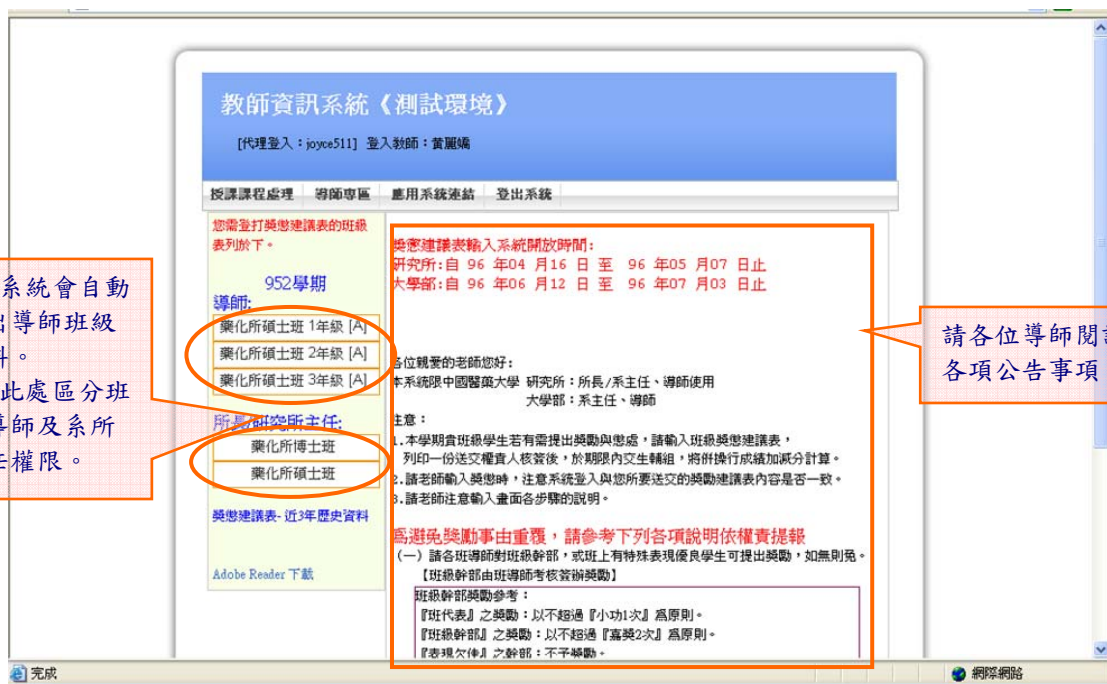 教師資訊系統《測試環境》
[代理登入：joyce511] 登入教師：黃麗嬌
授課課程處理 導師專區 應用系統連結 登出系統
您需登打獎懲建議表的班級
表列於下。
952學期
導師:
藥化所碩士班 1年級 [A]
藥化所碩士班 2年級 [A]
藥化所碩士班 3年級 [A]
所長/研究所主任:
藥化所博士班
藥化所碩士班
獎懲建議表-近3年歷史資料
Adobe Reader 下載
系統會自動
出導師班級
料。
此處區分班
導師及系所
任權限。
獎懲建議表輸入系統開放時間:
研究所:自 96 年04 月16 日 至 96 年05 月07 日止
大學部:自 96 年06 月12 日 至 96 年07 月03 日止
各位親愛的老師您好:
本系統限中國醫藥大學 研究所：所長/系主任、導師使用
大學部：系主任、導師
注意：
1.本學期貴班級學生若有需提出獎勵與懲處，請輸入班級獎懲建議表，
列印一份送交權責人核簽後，於期限內交生輔組，將併操行成績加減分計算。
2.請老師輸入獎懲時，注意系統登入與您所要送交的獎勵建議表內容是否一致。
3.請老師注意輸入畫面各步驟的說明。
為避免獎勵事由重覆，請參考下列各項說明依權責提報
(一) 請各班導師對班級幹部，或班上有特殊表現優良學生可提出獎勵，如無則免。
【班級幹部由班導師考核簽辦獎勵】
班級幹部獎勵參考：
『班代表』之獎勵：以不超過『小功1次』為原則。
『班級幹部』之獎勵：以不超過『嘉獎2次』為原則。
『表現欠佳』之幹部：不予獎勵。
請各位導師閱讀
各項公告事項
完成
網際網路